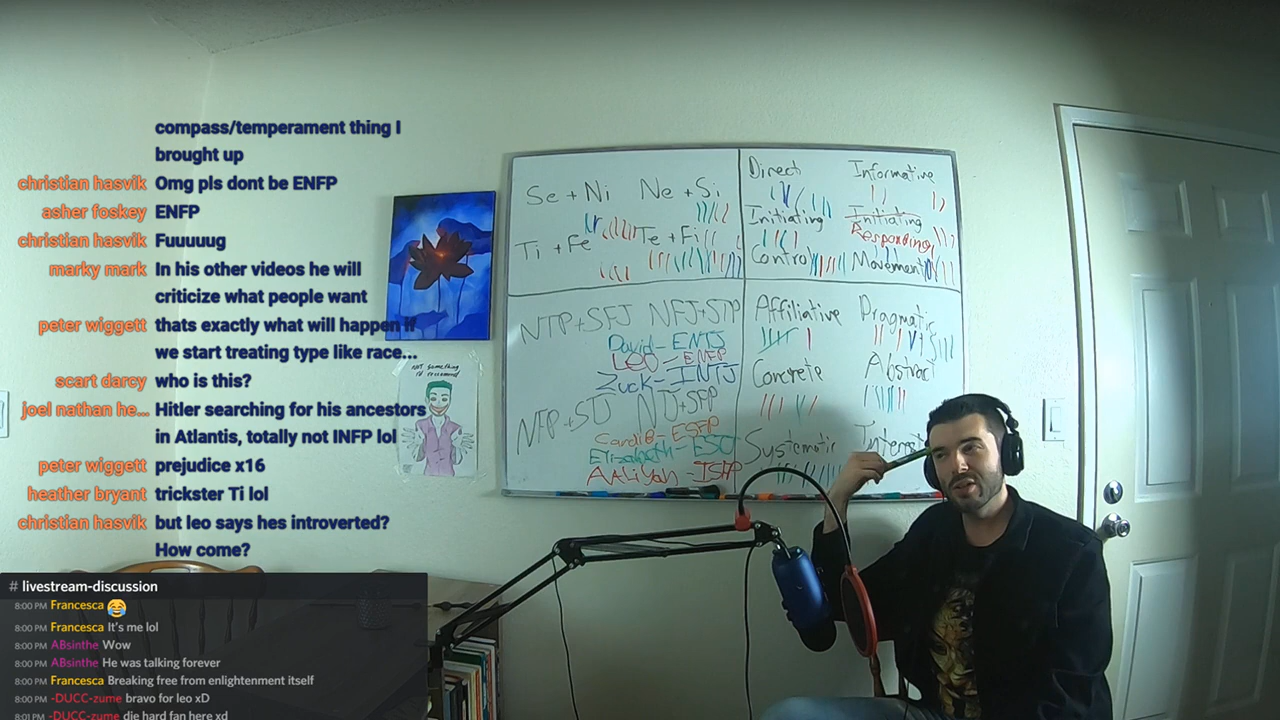 compass/temperament thing I
brought up
christian hasvik Omg pls dont be ENFP
asher foskey ENFP
christian hasvik Fuuuuug
marky mark In his other videos he will
criticize what people want
peter wiggett thats exactly what will happen if
we start treating type like race...
scart darcy who is this?
joel nathan he... Hitler searching for his ancestors
in Atlantis, totally not INFP lol
peter wiggett prejudice x16
heather bryant trickster Ti lol
christian hasvik but leo says hes introverted?
How come?
# livestream-discussion
8:00 PM Francesca 😂
8:00 PM Francesca It's me lol
8:00 PM ABsinthe Wow
8:00 PM ABsinthe He was talking forever
8:00 PM Francesca Breaking free from enlightenment itself
8:00 PM -DUCC-zume bravo for leo xD
8:01 PM -DUCC-zume die hard fan here xd
NOT something
I'd recommend
Se + Ni Ne + Si
Ti + Fe Te + Fi
NTP+SFJ NFJ+STP
David - ENTJ
Leo - ENFP
Zuck - INTJ
NFP+STJ NTJ+SFP
Cardi B - ESFP
Elizabeth -
Aaliyah - ISFP
Direct Informative
Initiating Initiating
Responding
Control Movement
Affiliative Pragmatic
Concrete Abstract
Systematic